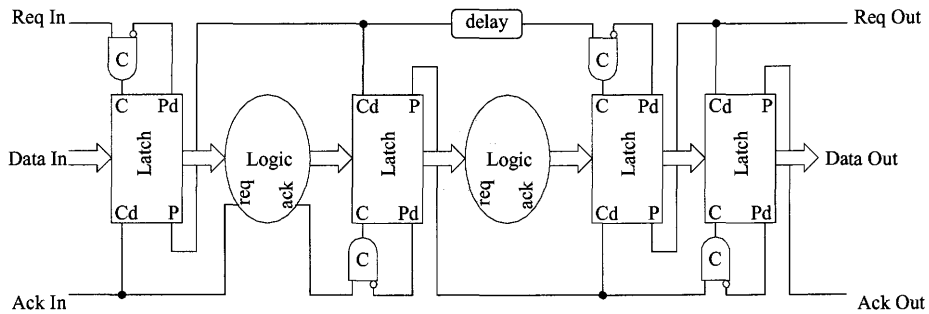 Req In
delay
Req Out
C
C
C Pd
Cd P
C Pd
Cd P
Data In
Latch
Logic
req
ack
Latch
Logic
req
ack
Latch
Latch
Data Out
Cd P
C Pd
Cd P
C Pd
C
C
Ack In
Ack Out